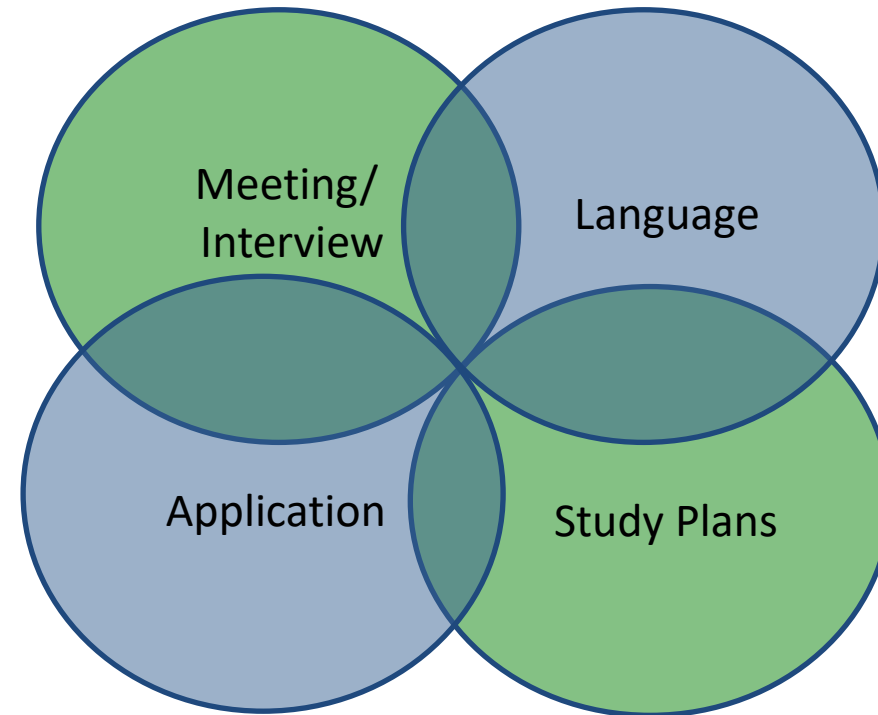 Meeting/
Interview
Language
Application
Study Plans